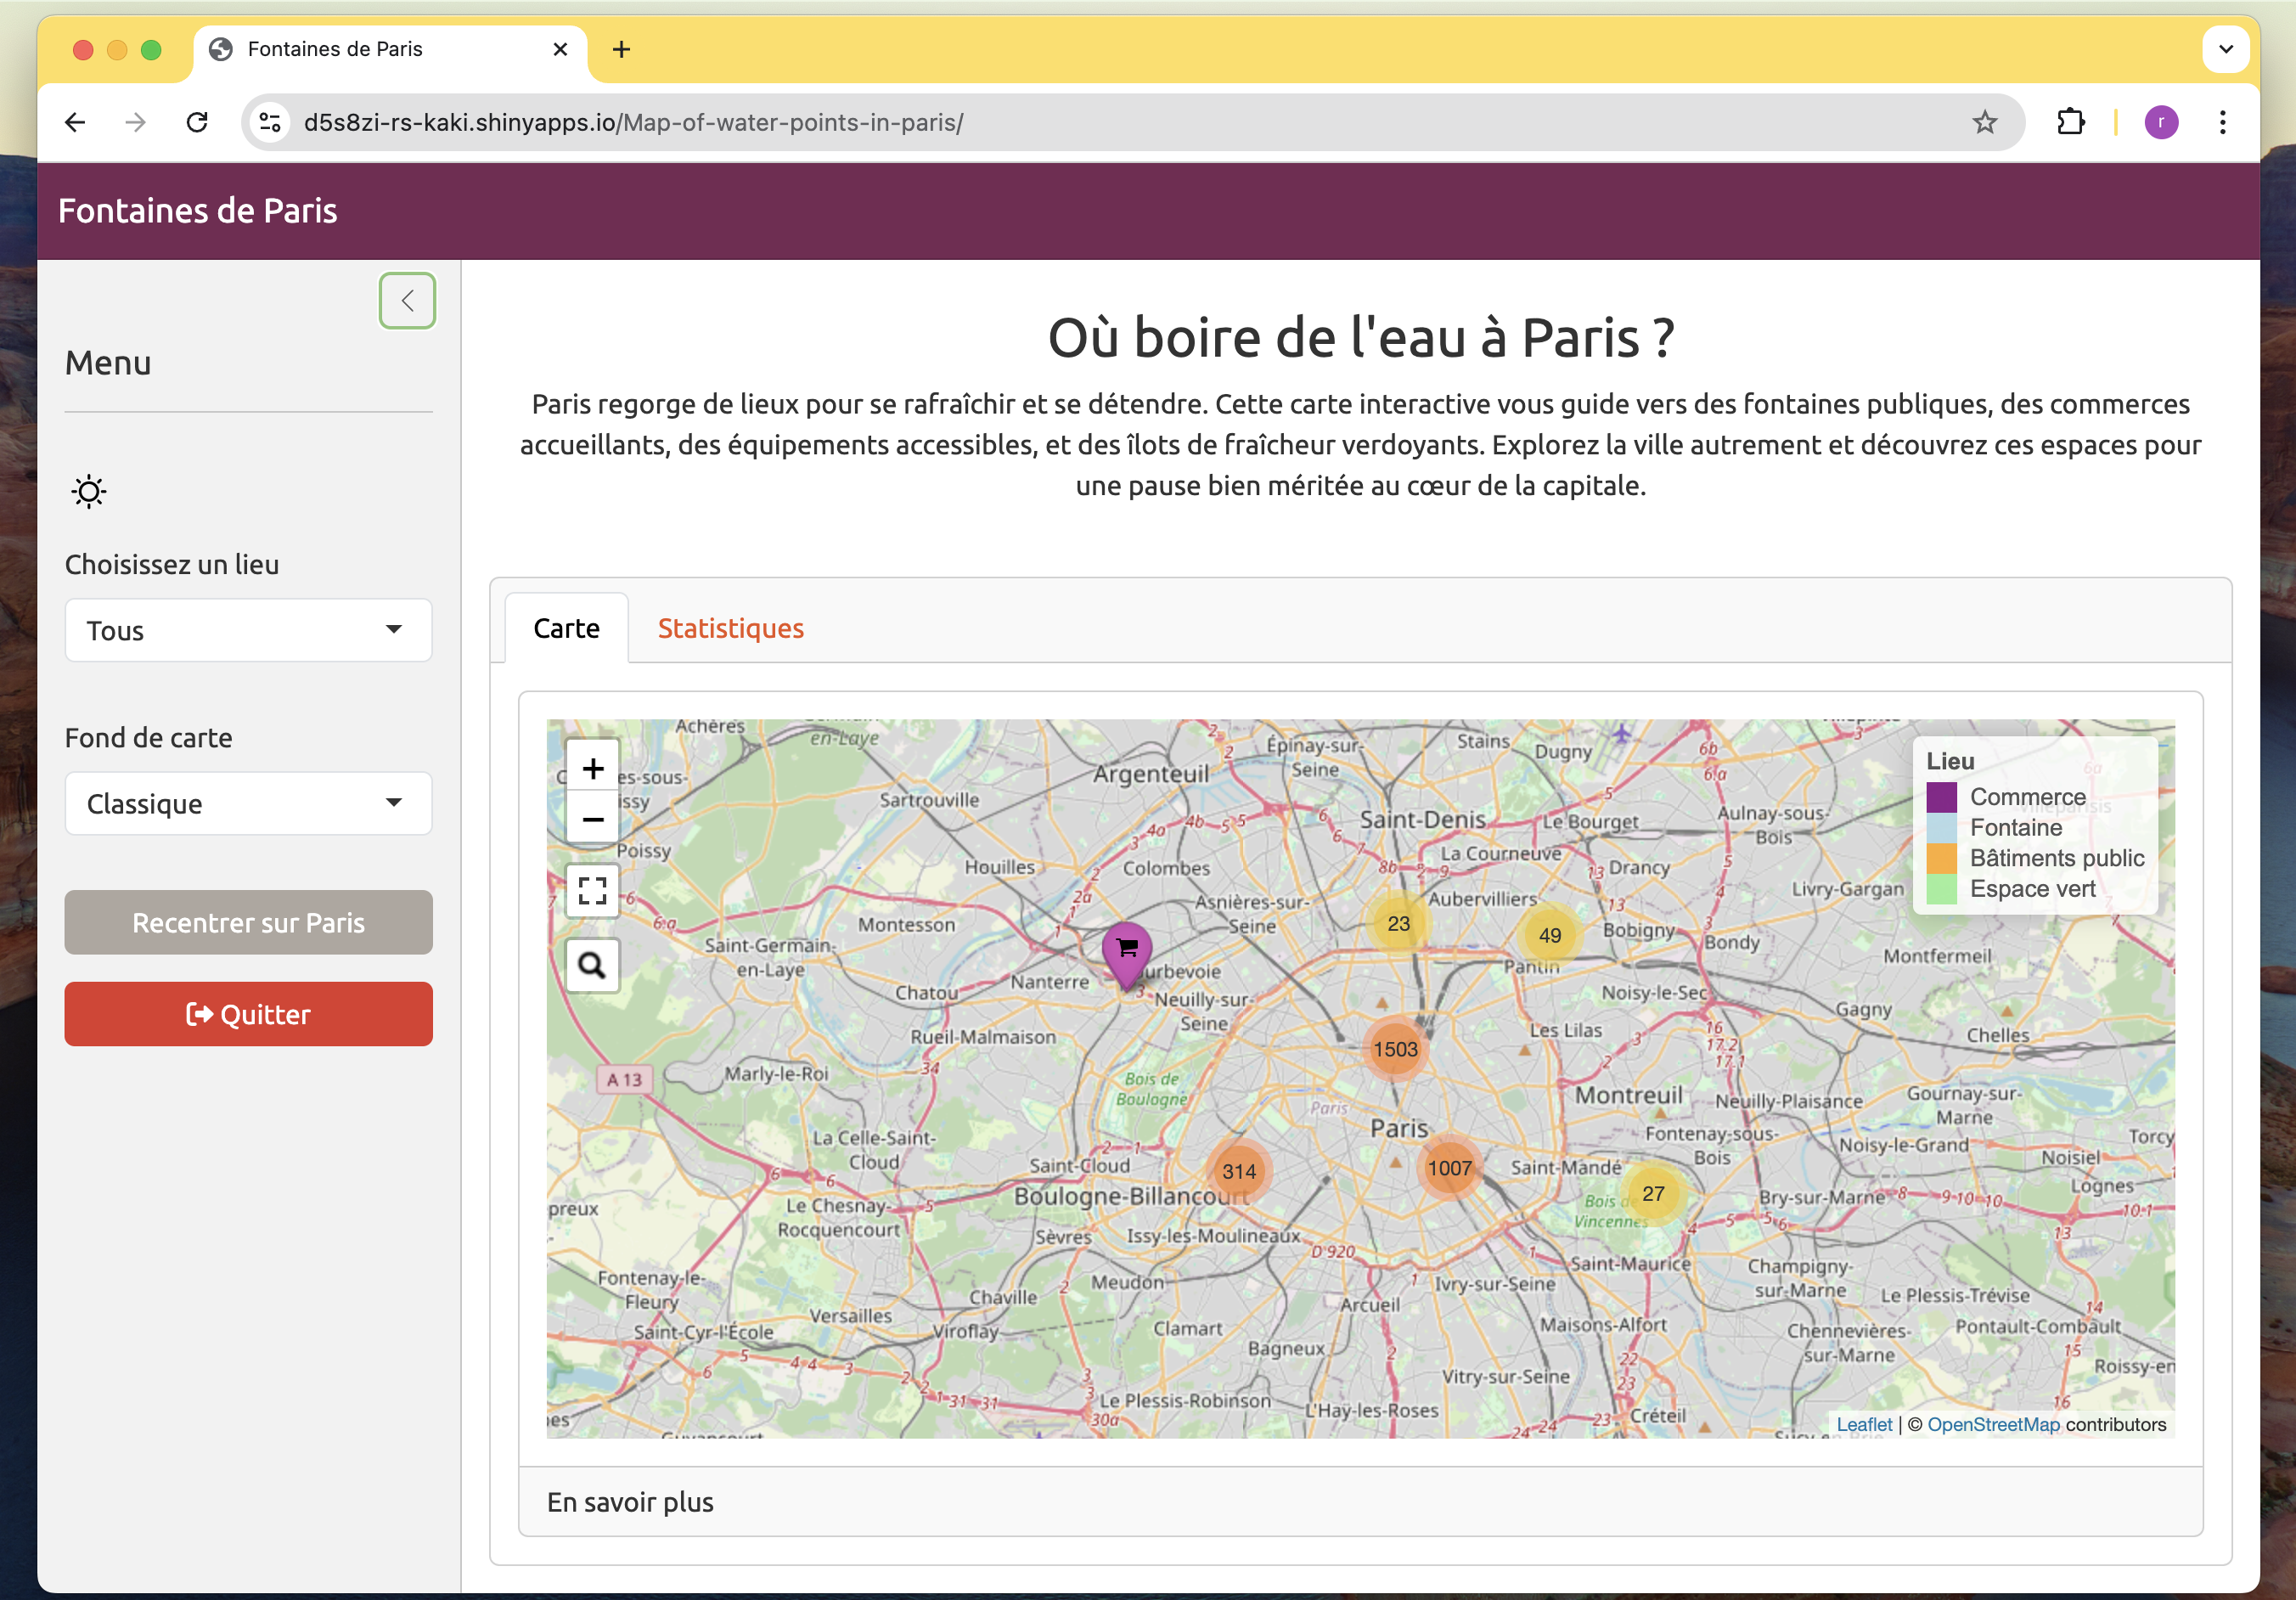 Fontaines de Paris
d5s8zi-rs-kaki.shinyapps.io/Map-of-water-points-in-paris/
r
Fontaines de Paris
Menu
Choisissez un lieu
Tous
Fond de carte
Classique
Recentrer sur Paris
Quitter
Où boire de l'eau à Paris ?
Paris regorge de lieux pour se rafraîchir et se détendre. Cette carte interactive vous guide vers des fontaines publiques, des commerces
accueillants, des équipements accessibles, et des îlots de fraîcheur verdoyants. Explorez la ville autrement et découvrez ces espaces pour
une pause bien méritée au cœur de la capitale.
Carte
Statistiques
+
−
Lieu
Commerce
Fontaine
Bâtiments public
Espace vert
Achères
en-Laye
Épinay-sur-
Seine
Stains
Dugny
Argenteuil
Sartrouville
Saint-Denis
Le Bourget
Aulnay-sous-
Bois
Poissy
Houilles
Colombes
La Courneuve
Drancy
Livry-Gargan
Asnières-sur-
Seine
Aubervilliers
23
49
Bobigny
Bondy
Montesson
Saint-Germain-
en-Laye
Montfermeil
Nanterre
Pantin
Chatou
Neuilly-sur-
Seine
Noisy-le-Sec
Gagny
Rueil-Malmaison
Les Lilas
Chelles
1503
A 13
Marly-le-Roi
Bois de
Boulogne
Montreuil
Neuilly-Plaisance
Gournay-sur-
Marne
Paris
Paris
La Celle-Saint-
Cloud
Fontenay-sous-
Bois
Noisy-le-Grand
Torcy
Saint-Cloud
314
1007
Saint-Mandé
Noisiel
Boulogne-Billancourt
27
Bry-sur-Marne
Lognes
Le Chesnay-
Rocquencourt
Bois de
Vincennes
Sèvres
Issy-les-Moulineaux
D 920
Saint-Maurice
Champigny-
sur-Marne
Fontenay-le-
Fleury
Meudon
Ivry-sur-Seine
Le Plessis-Trévise
Chaville
Arcueil
Versailles
Saint-Cyr-l'École
Viroflay
Clamart
Maisons-Alfort
Chennevières-
sur-Marne
Pontault-Combault
Bagneux
Vitry-sur-Seine
Le Plessis-Robinson
L'Haÿ-les-Roses
Créteil
Leaflet | © OpenStreetMap contributors
En savoir plus